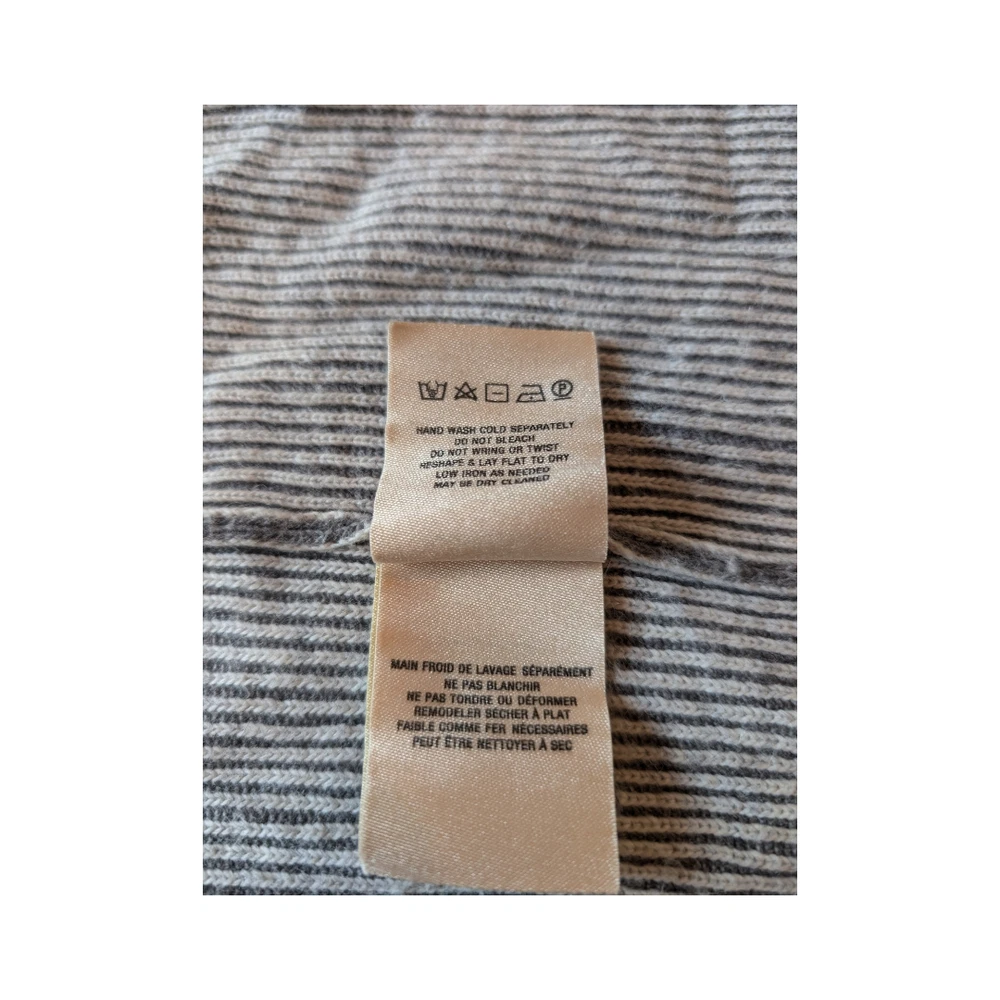 P
HAND WASH COLD SEPARATELY
DO NOT BLEACH
DO NOT WRING OR TWIST
RESHAPE & LAY FLAT TO DRY
LOW IRON AS NEEDED
MAY BE DRY CLEANED
MAIN FROID DE LAVAGE SÉPARÉMENT
NE PAS BLANCHIR
NE PAS TORDRE OU DÉFORMER
REMODELER SÉCHER À PLAT
FAIBLE COMME FER NÉCESSAIRES
PEUT ÊTRE NETTOYER À SEC